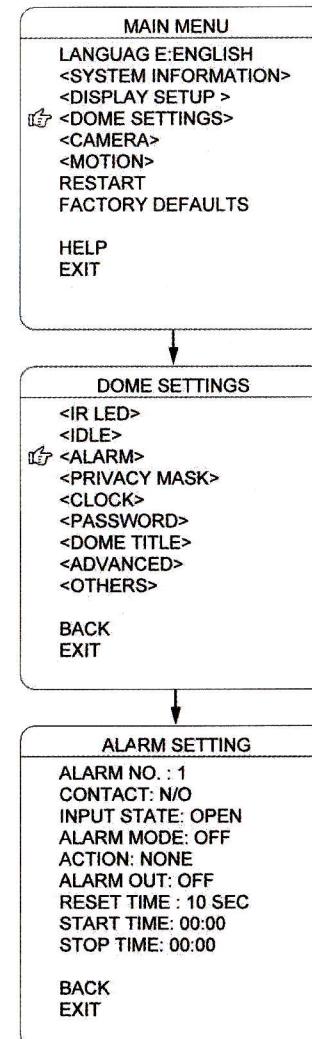 MAIN MENU
LANGUAG E:ENGLISH
<SYSTEM INFORMATION>
<DISPLAY SETUP >
<DOME SETTINGS>
<CAMERA>
<MOTION>
RESTART
FACTORY DEFAULTS
HELP
EXIT
DOME SETTINGS
<IR LED>
<IDLE>
<ALARM>
<PRIVACY MASK>
<CLOCK>
<PASSWORD>
<DOME TITLE>
<ADVANCED>
<OTHERS>
BACK
EXIT
ALARM SETTING
ALARM NO. : 1
CONTACT: N/O
INPUT STATE: OPEN
ALARM MODE: OFF
ACTION: NONE
ALARM OUT: OFF
RESET TIME : 10 SEC
START TIME: 00:00
STOP TIME: 00:00
BACK
EXIT